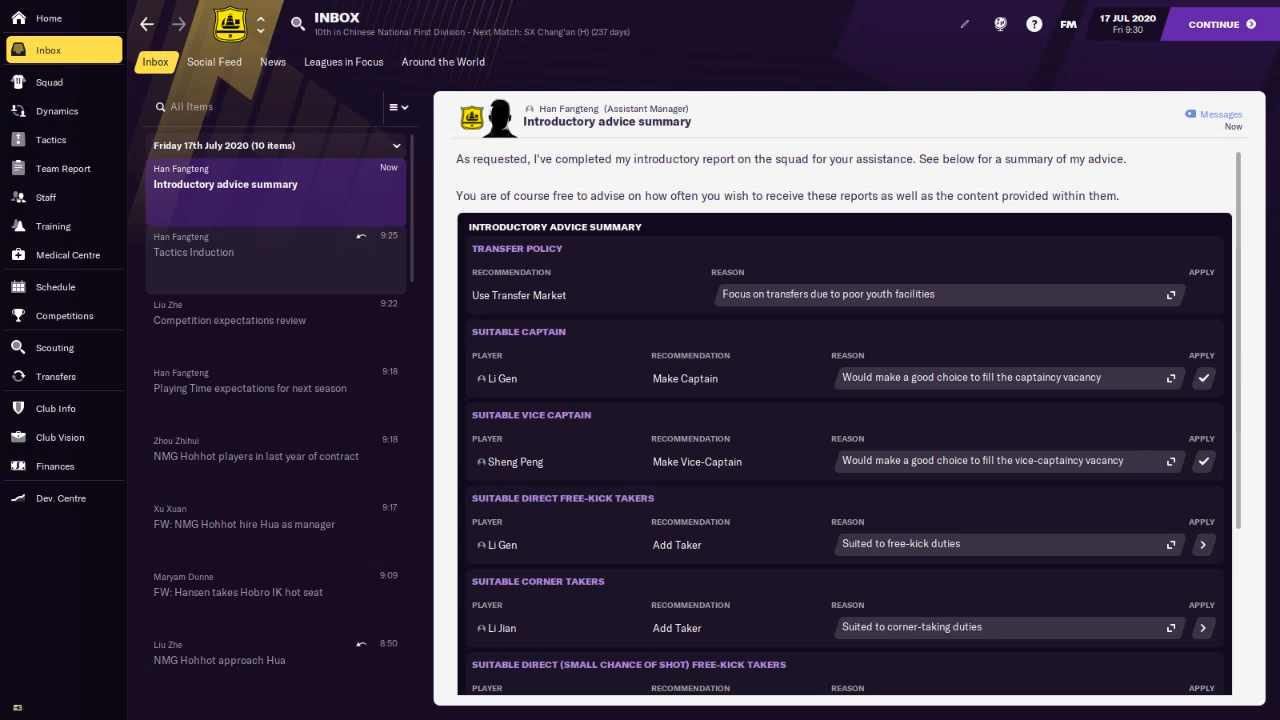 Home
Inbox
Squad
Dynamics
Tactics
Team Report
Staff
Training
Medical Centre
Schedule
Competitions
Scouting
Transfers
Club Info
Club Vision
Finances
Dev. Centre
INBOX
10th in Chinese National First Division - Next Match: SX Chang'an (H) (237 days)
FM
17 JUL 2020
Fri 9:30
CONTINUE
Inbox
Social Feed
News
Leagues in Focus
Around the World
All Items
Friday 17th July 2020 (10 items)
Han Fangteng Now
Introductory advice summary
Han Fangteng 9:25
Tactics Induction
Liu Zhe 9:22
Competition expectations review
Han Fangteng 9:18
Playing Time expectations for next season
Zhou Zhihui 9:18
NMG Hohhot players in last year of contract
Xu Xuan 9:17
FW: NMG Hohhot hire Hua as manager
Maryam Dunne 9:09
FW: Hansen takes Hobro IK hot seat
Liu Zhe 8:50
NMG Hohhot approach Hua
Han Fangteng (Assistant Manager)
Introductory advice summary
Messages
Now
As requested, I've completed my introductory report on the squad for your assistance. See below for a summary of my advice.
You are of course free to advise on how often you wish to receive these reports as well as the content provided within them.
INTRODUCTORY ADVICE SUMMARY
TRANSFER POLICY
RECOMMENDATION REASON APPLY
Use Transfer Market Focus on transfers due to poor youth facilities
SUITABLE CAPTAIN
PLAYER RECOMMENDATION REASON APPLY
Li Gen Make Captain Would make a good choice to fill the captaincy vacancy
SUITABLE VICE CAPTAIN
PLAYER RECOMMENDATION REASON APPLY
Sheng Peng Make Vice-Captain Would make a good choice to fill the vice-captaincy vacancy
SUITABLE DIRECT FREE-KICK TAKERS
PLAYER RECOMMENDATION REASON APPLY
Li Gen Add Taker Suited to free-kick duties
SUITABLE CORNER TAKERS
PLAYER RECOMMENDATION REASON APPLY
Li Jian Add Taker Suited to corner-taking duties
SUITABLE DIRECT (SMALL CHANCE OF SHOT) FREE-KICK TAKERS
PLAYER RECOMMENDATION REASON APPLY